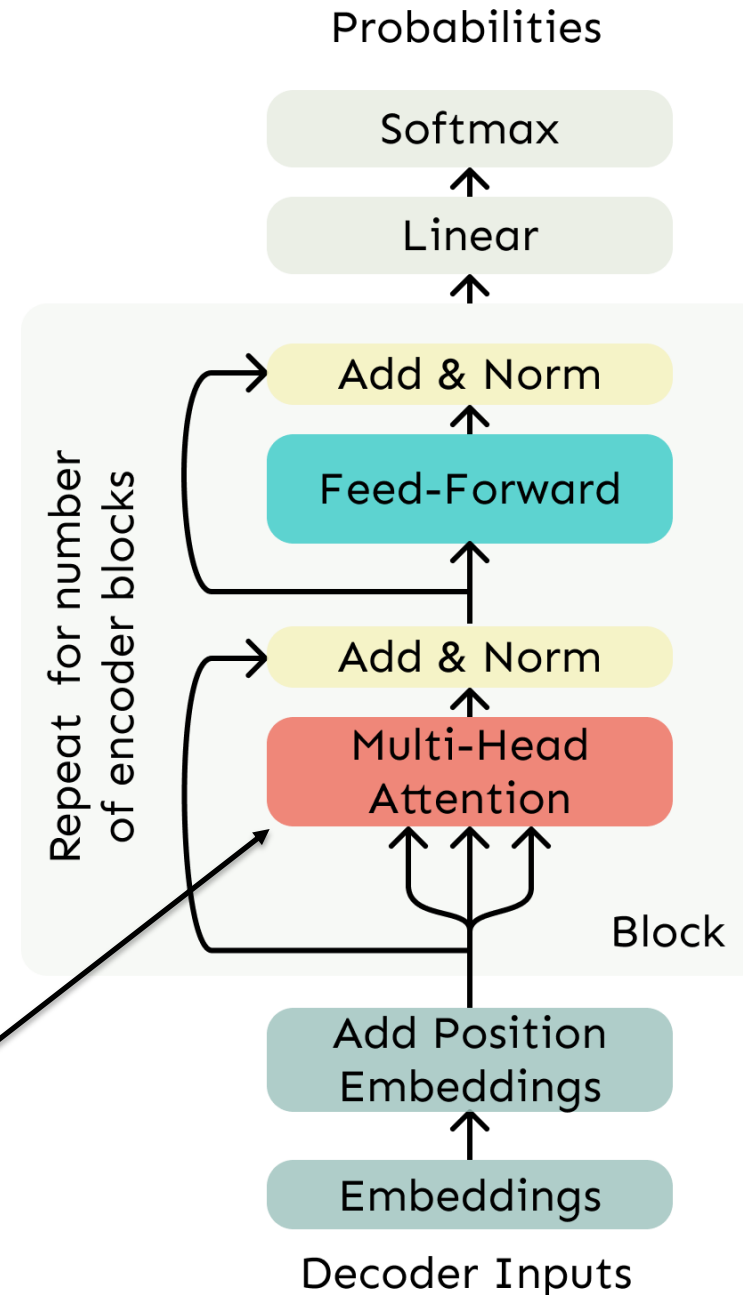 Probabilities
Softmax
Linear
Add & Norm
Feed-Forward
Repeat for number
of encoder blocks
Add & Norm
Multi-Head
Attention
Block
Add Position
Embeddings
Embeddings
Decoder Inputs